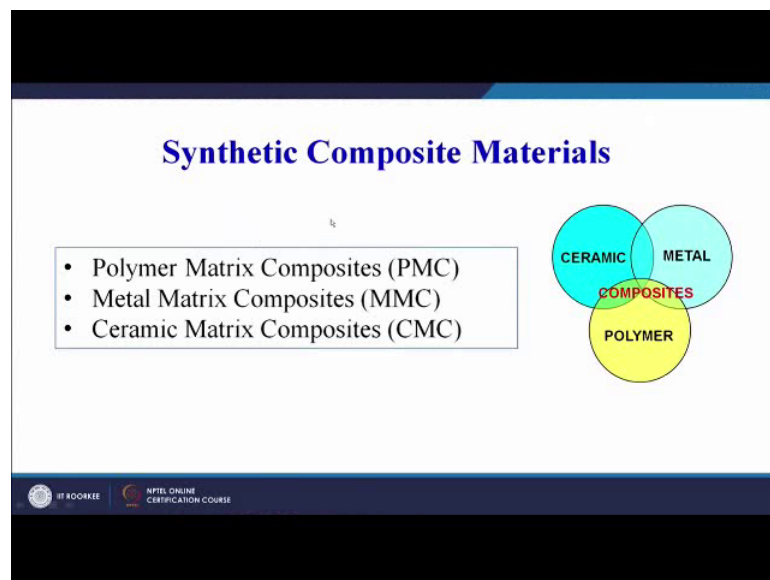 Synthetic Composite Materials
• Polymer Matrix Composites (PMC)
• Metal Matrix Composites (MMC)
• Ceramic Matrix Composites (CMC)
CERAMIC
METAL
COMPOSITES
POLYMER
IIT ROORKEE
NPTEL ONLINE
CERTIFICATION COURSE